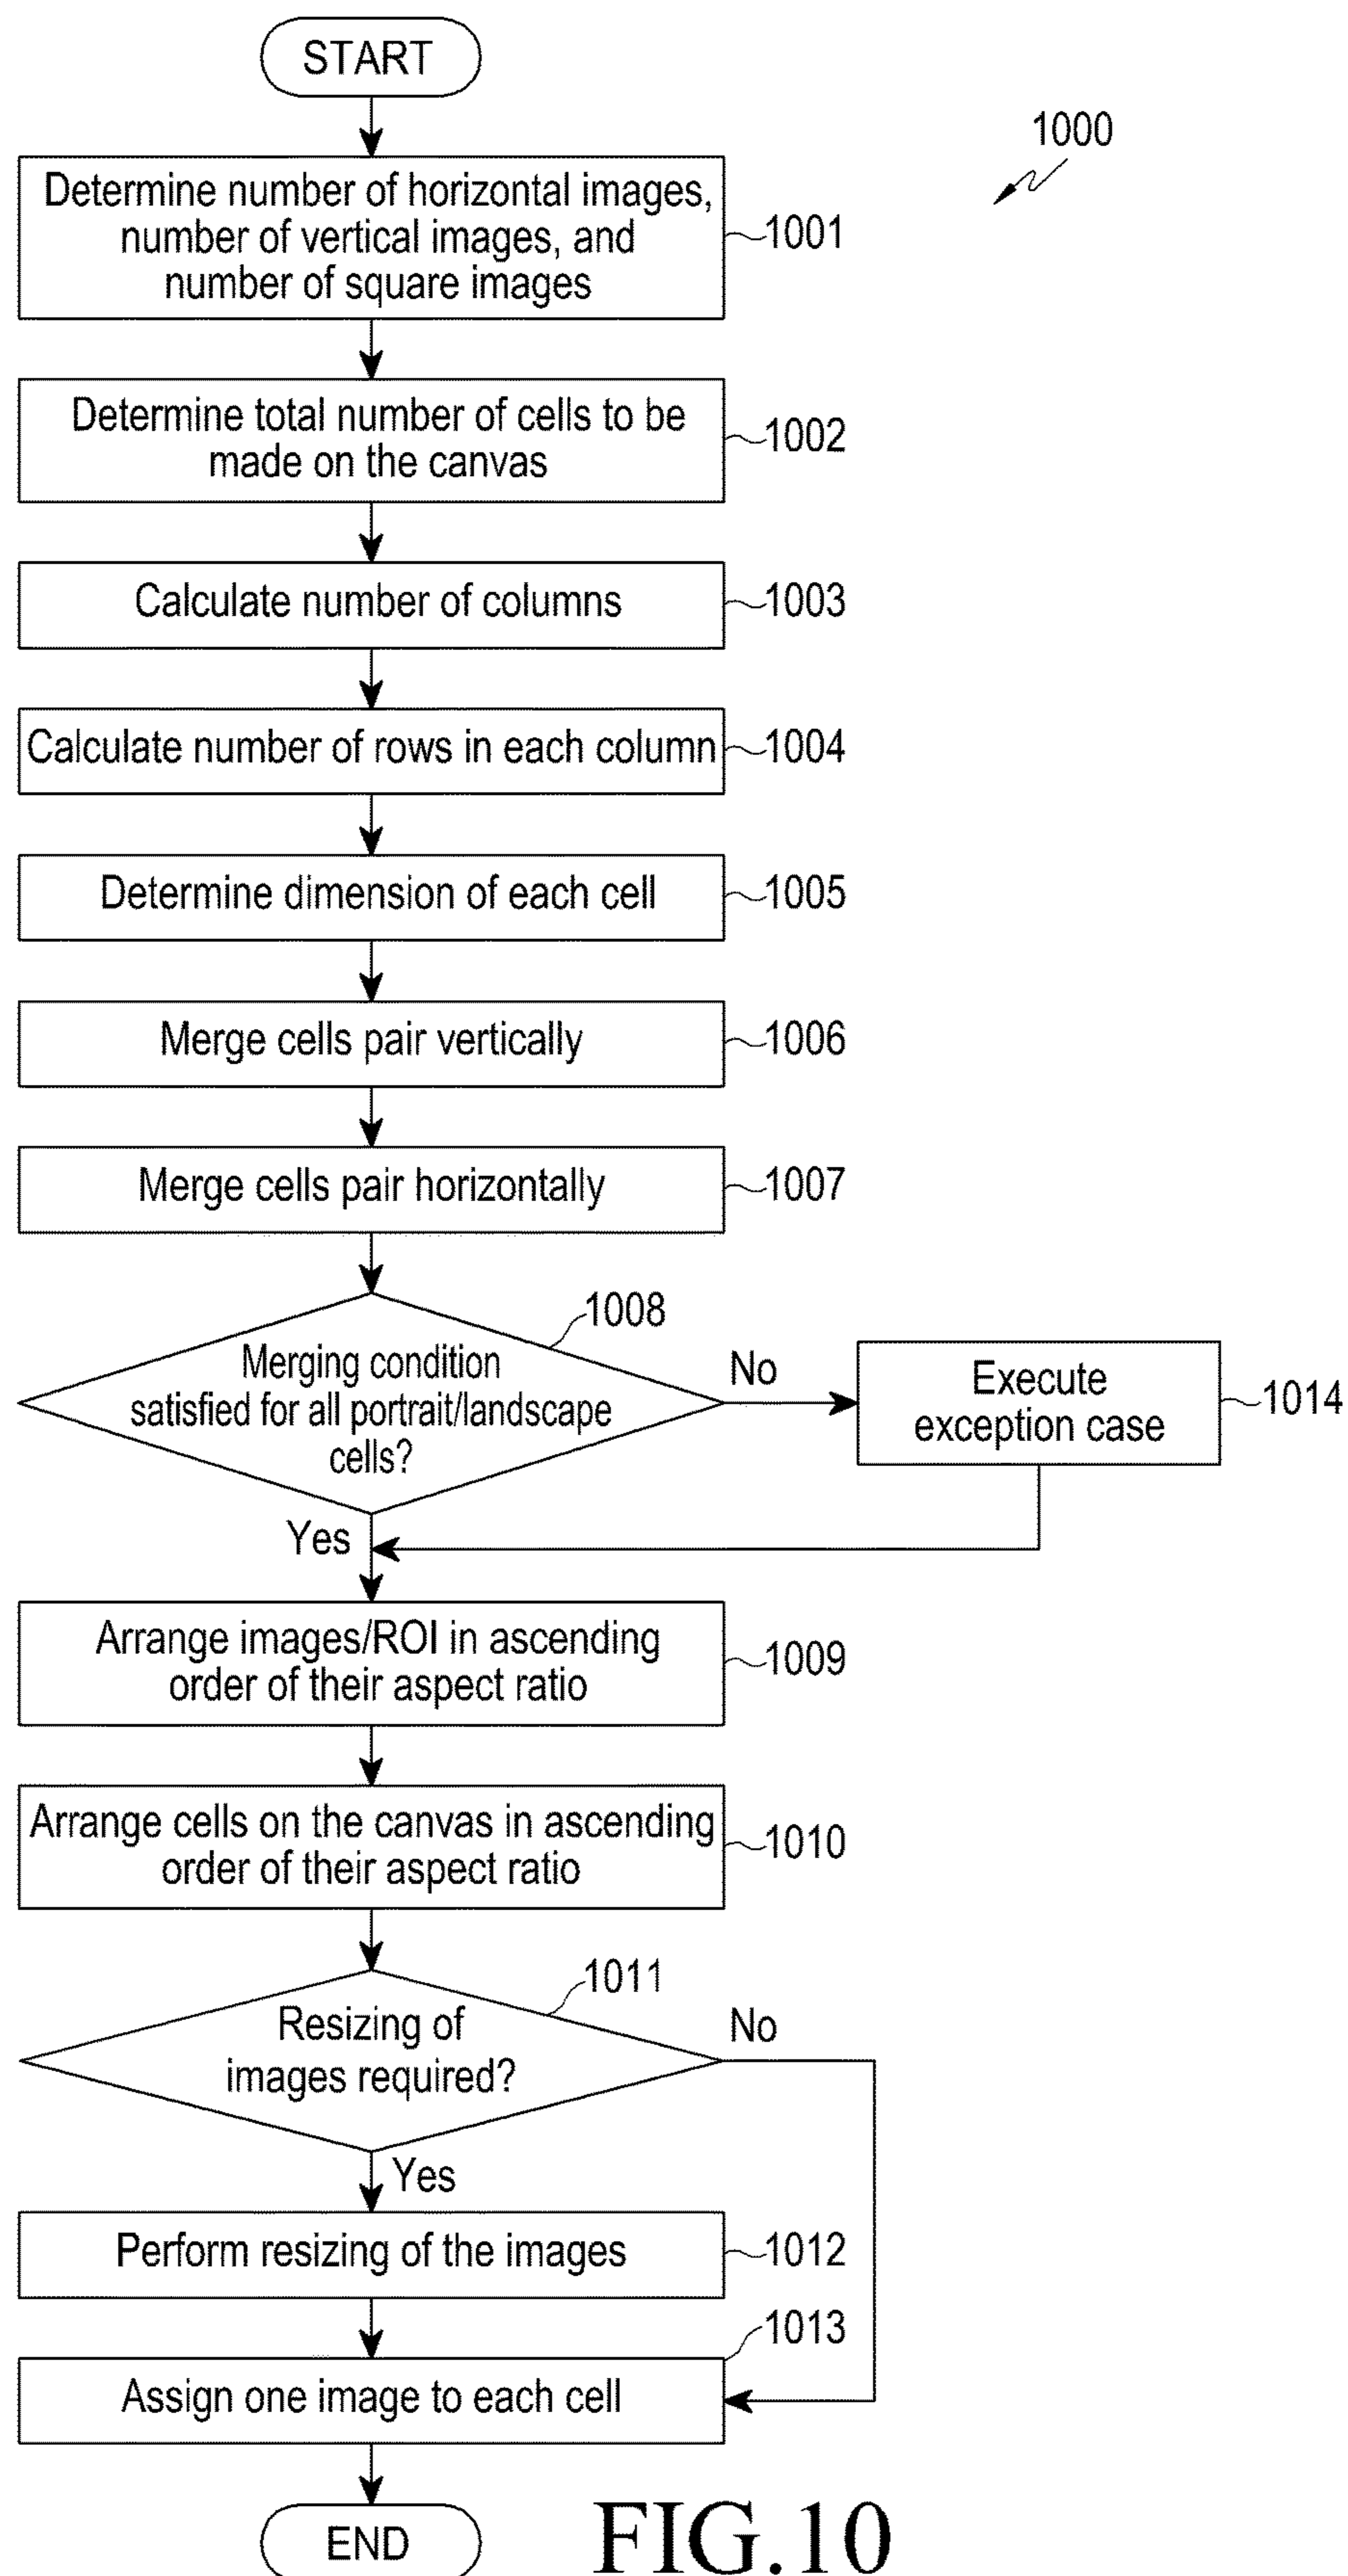 START
1000
Determine number of horizontal images,
number of vertical images, and
number of square images
1001
Determine total number of cells to be
made on the canvas
1002
Calculate number of columns
1003
Calculate number of rows in each column
1004
Determine dimension of each cell
1005
Merge cells pair vertically
1006
Merge cells pair horizontally
1007
1008
Merging condition
satisfied for all portrait/landscape
cells?
No
Execute
exception case
1014
Yes
Arrange images/ROI in ascending
order of their aspect ratio
1009
Arrange cells on the canvas in ascending
order of their aspect ratio
1010
1011
Resizing of
images required?
No
Yes
Perform resizing of the images
1012
1013
Assign one image to each cell
END
FIG.10